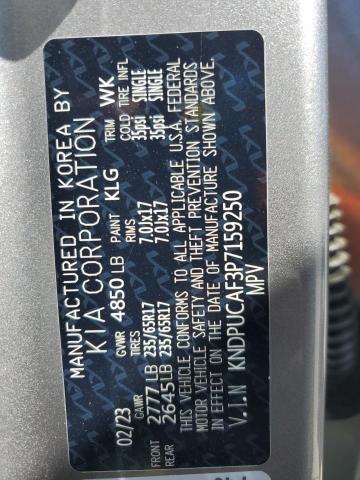 MANUFACTURED IN KOREA BY
KIA CORPORATION
02/23 GVWR 4850 LB PAINT KLG TRIM WK
GAWR TIRES RIMS COLD TIRE INFL
FRONT 2777 LB 235/65R17 7.0Jx17 35psi SINGLE
REAR 2645 LB 235/65R17 7.0Jx17 35psi SINGLE
THIS VEHICLE CONFORMS TO ALL APPLICABLE U.S.A. FEDERAL
MOTOR VEHICLE SAFETY AND THEFT PREVENTION STANDARDS
IN EFFECT ON THE DATE OF MANUFACTURE SHOWN ABOVE.
V.I.N KNDPUCAF3P7159250
MPV